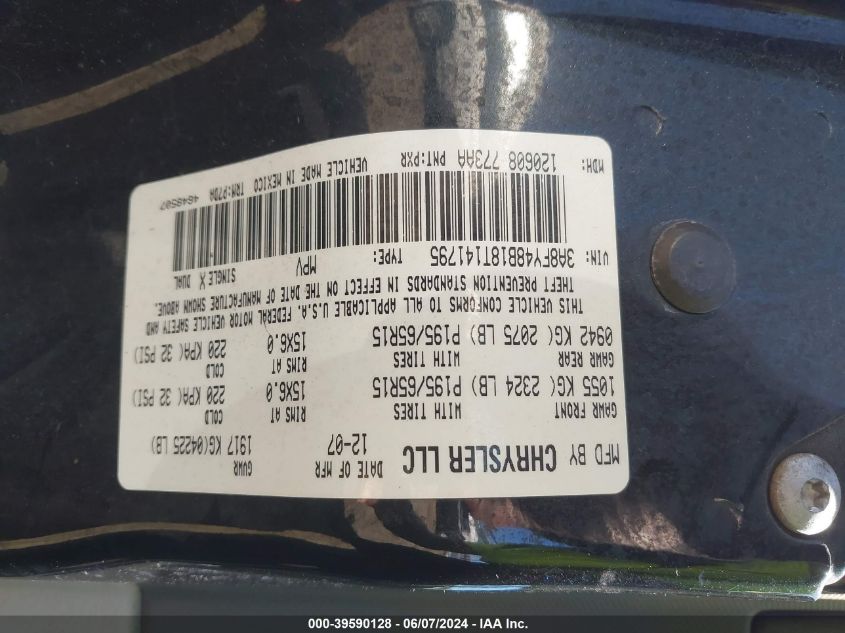 MFD BY CHRYSLER LLC DATE OF MFR 12-07 GVWR 1917 KG(04225 LB)
GAWR FRONT WITH TIRES RIMS AT COLD
1055 KG( 2324 LB) P195/65R15 15X6.0 220 KPA( 32 PSI)
GAWR REAR WITH TIRES RIMS AT COLD
0942 KG( 2075 LB) P195/65R15 15X6.0 220 KPA( 32 PSI)
THIS VEHICLE CONFORMS TO ALL APPLICABLE U.S.A. FEDERAL MOTOR VEHICLE SAFETY AND
THEFT PREVENTION STANDARDS IN EFFECT ON THE DATE OF MANUFACTURE SHOWN ABOVE.
VIN: 3A8FY48B18T141795 TYPE: MPV SINGLE X DUAL
MDH: 120608 773AA PNT:PXR VEHICLE MADE IN MEXICO TRM:P7DA 4648507
000-39590128 - 06/07/2024 - IAA Inc.